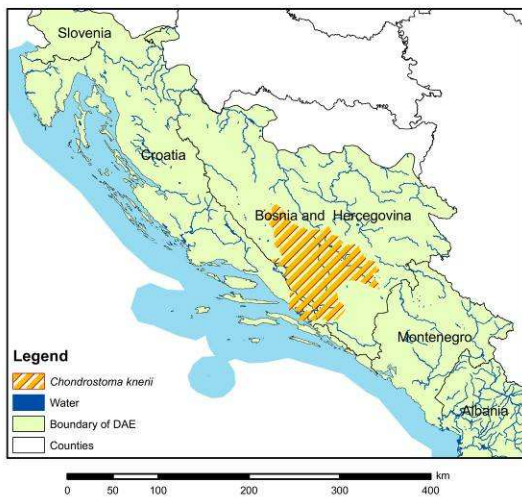 Slovenia
Croatia
Bosnia and Hercegovina
Montenegro
Albania
Legend
Chondrostoma knerii
Water
Boundary of DAE
Counties
km
0 50 100 200 300 400